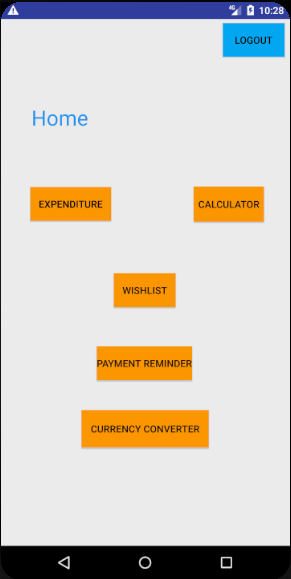 4G 10:28
LOGOUT
Home
EXPENDITURE CALCULATOR
WISHLIST
PAYMENT REMINDER
CURRENCY CONVERTER